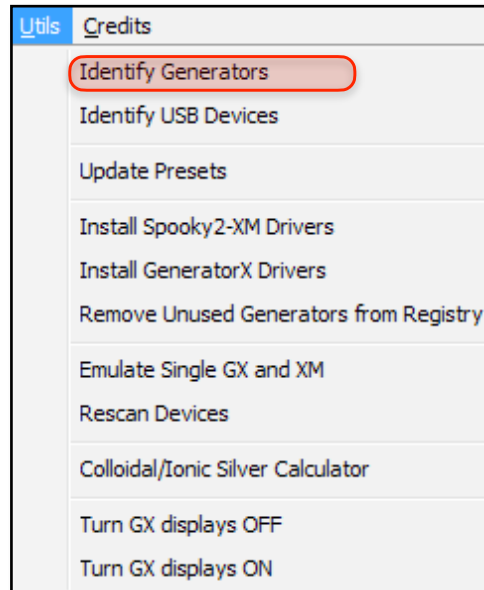 Utils Credits
Identify Generators
Identify USB Devices
Update Presets
Install Spooky2-XM Drivers
Install GeneratorX Drivers
Remove Unused Generators from Registry
Emulate Single GX and XM
Rescan Devices
Colloidal/Ionic Silver Calculator
Turn GX displays OFF
Turn GX displays ON